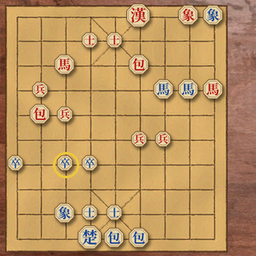 漢 象 象
士 士
馬 包
兵 馬 馬 馬
包 兵
兵 兵
卒 卒 卒
象 士 士
楚 包 包